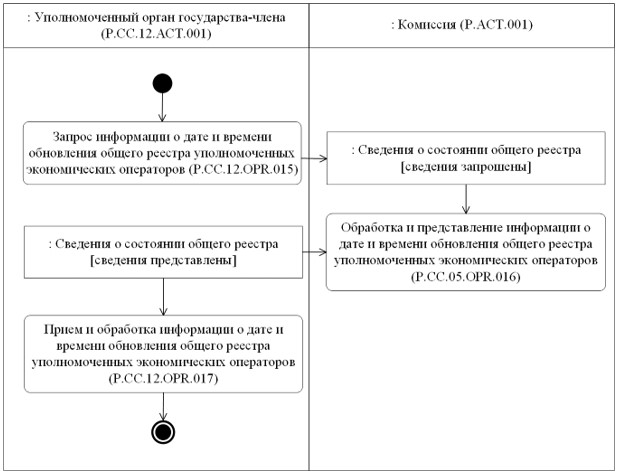 : Уполномоченный орган государства-члена
(P.CC.12.ACT.001)
: Комиссия (P.ACT.001)
Запрос информации о дате и времени
обновления общего реестра уполномоченных
экономических операторов (P.CC.12.OPR.015)
: Сведения о состоянии общего реестра
[сведения запрошены]
Обработка и представление информации о
дате и времени обновления общего реестра
уполномоченных экономических операторов
(P.CC.05.OPR.016)
: Сведения о состоянии общего реестра
[сведения представлены]
Прием и обработка информации о дате и
времени обновления общего реестра
уполномоченных экономических операторов
(P.CC.12.OPR.017)